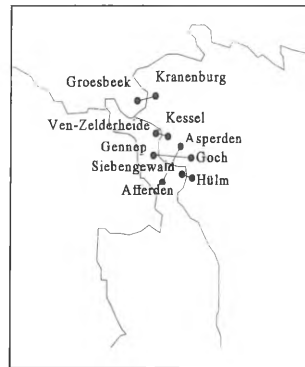 Kranenburg
Groesbeek
Ven-Zelderheide Kessel
Asperden
Gennep
Goch
Siebengewald
Hülm
Afferden